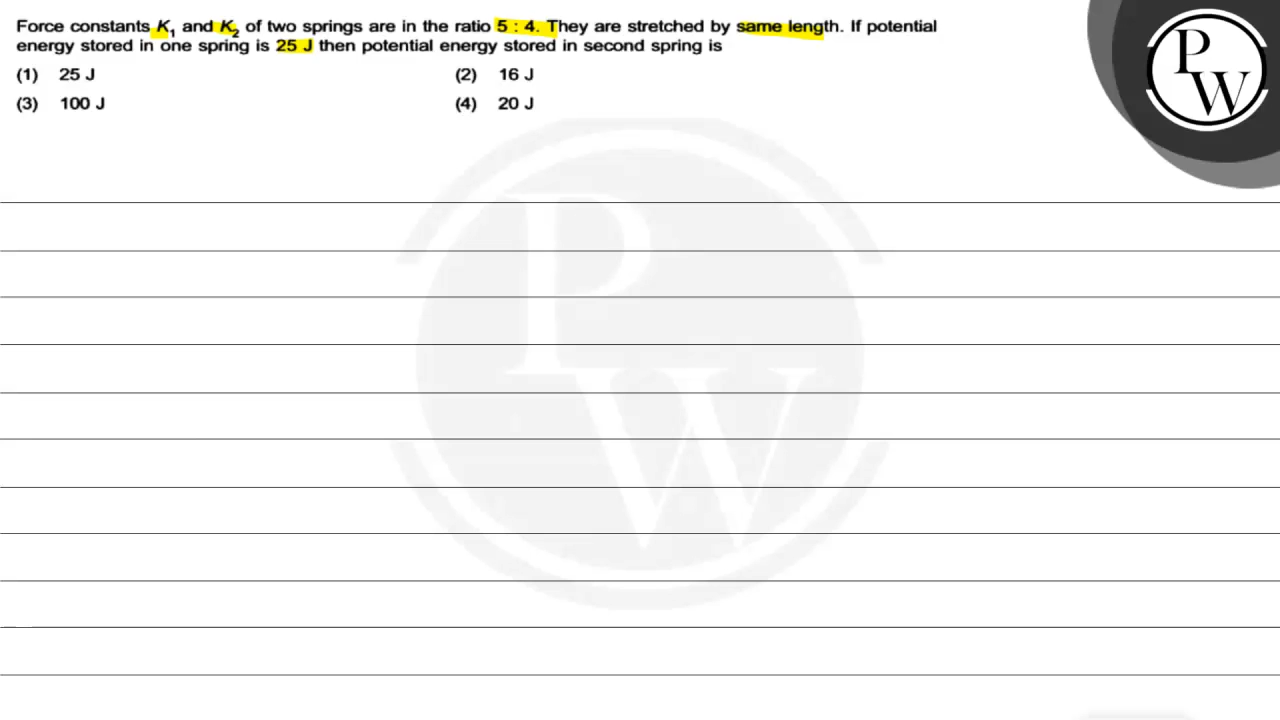 Force constants K₁ and K₂ of two springs are in the ratio 5 : 4. They are stretched by same length. If potential
energy stored in one spring is 25 J then potential energy stored in second spring is
(1) 25 J (2) 16 J
(3) 100 J (4) 20 J
PW
PW